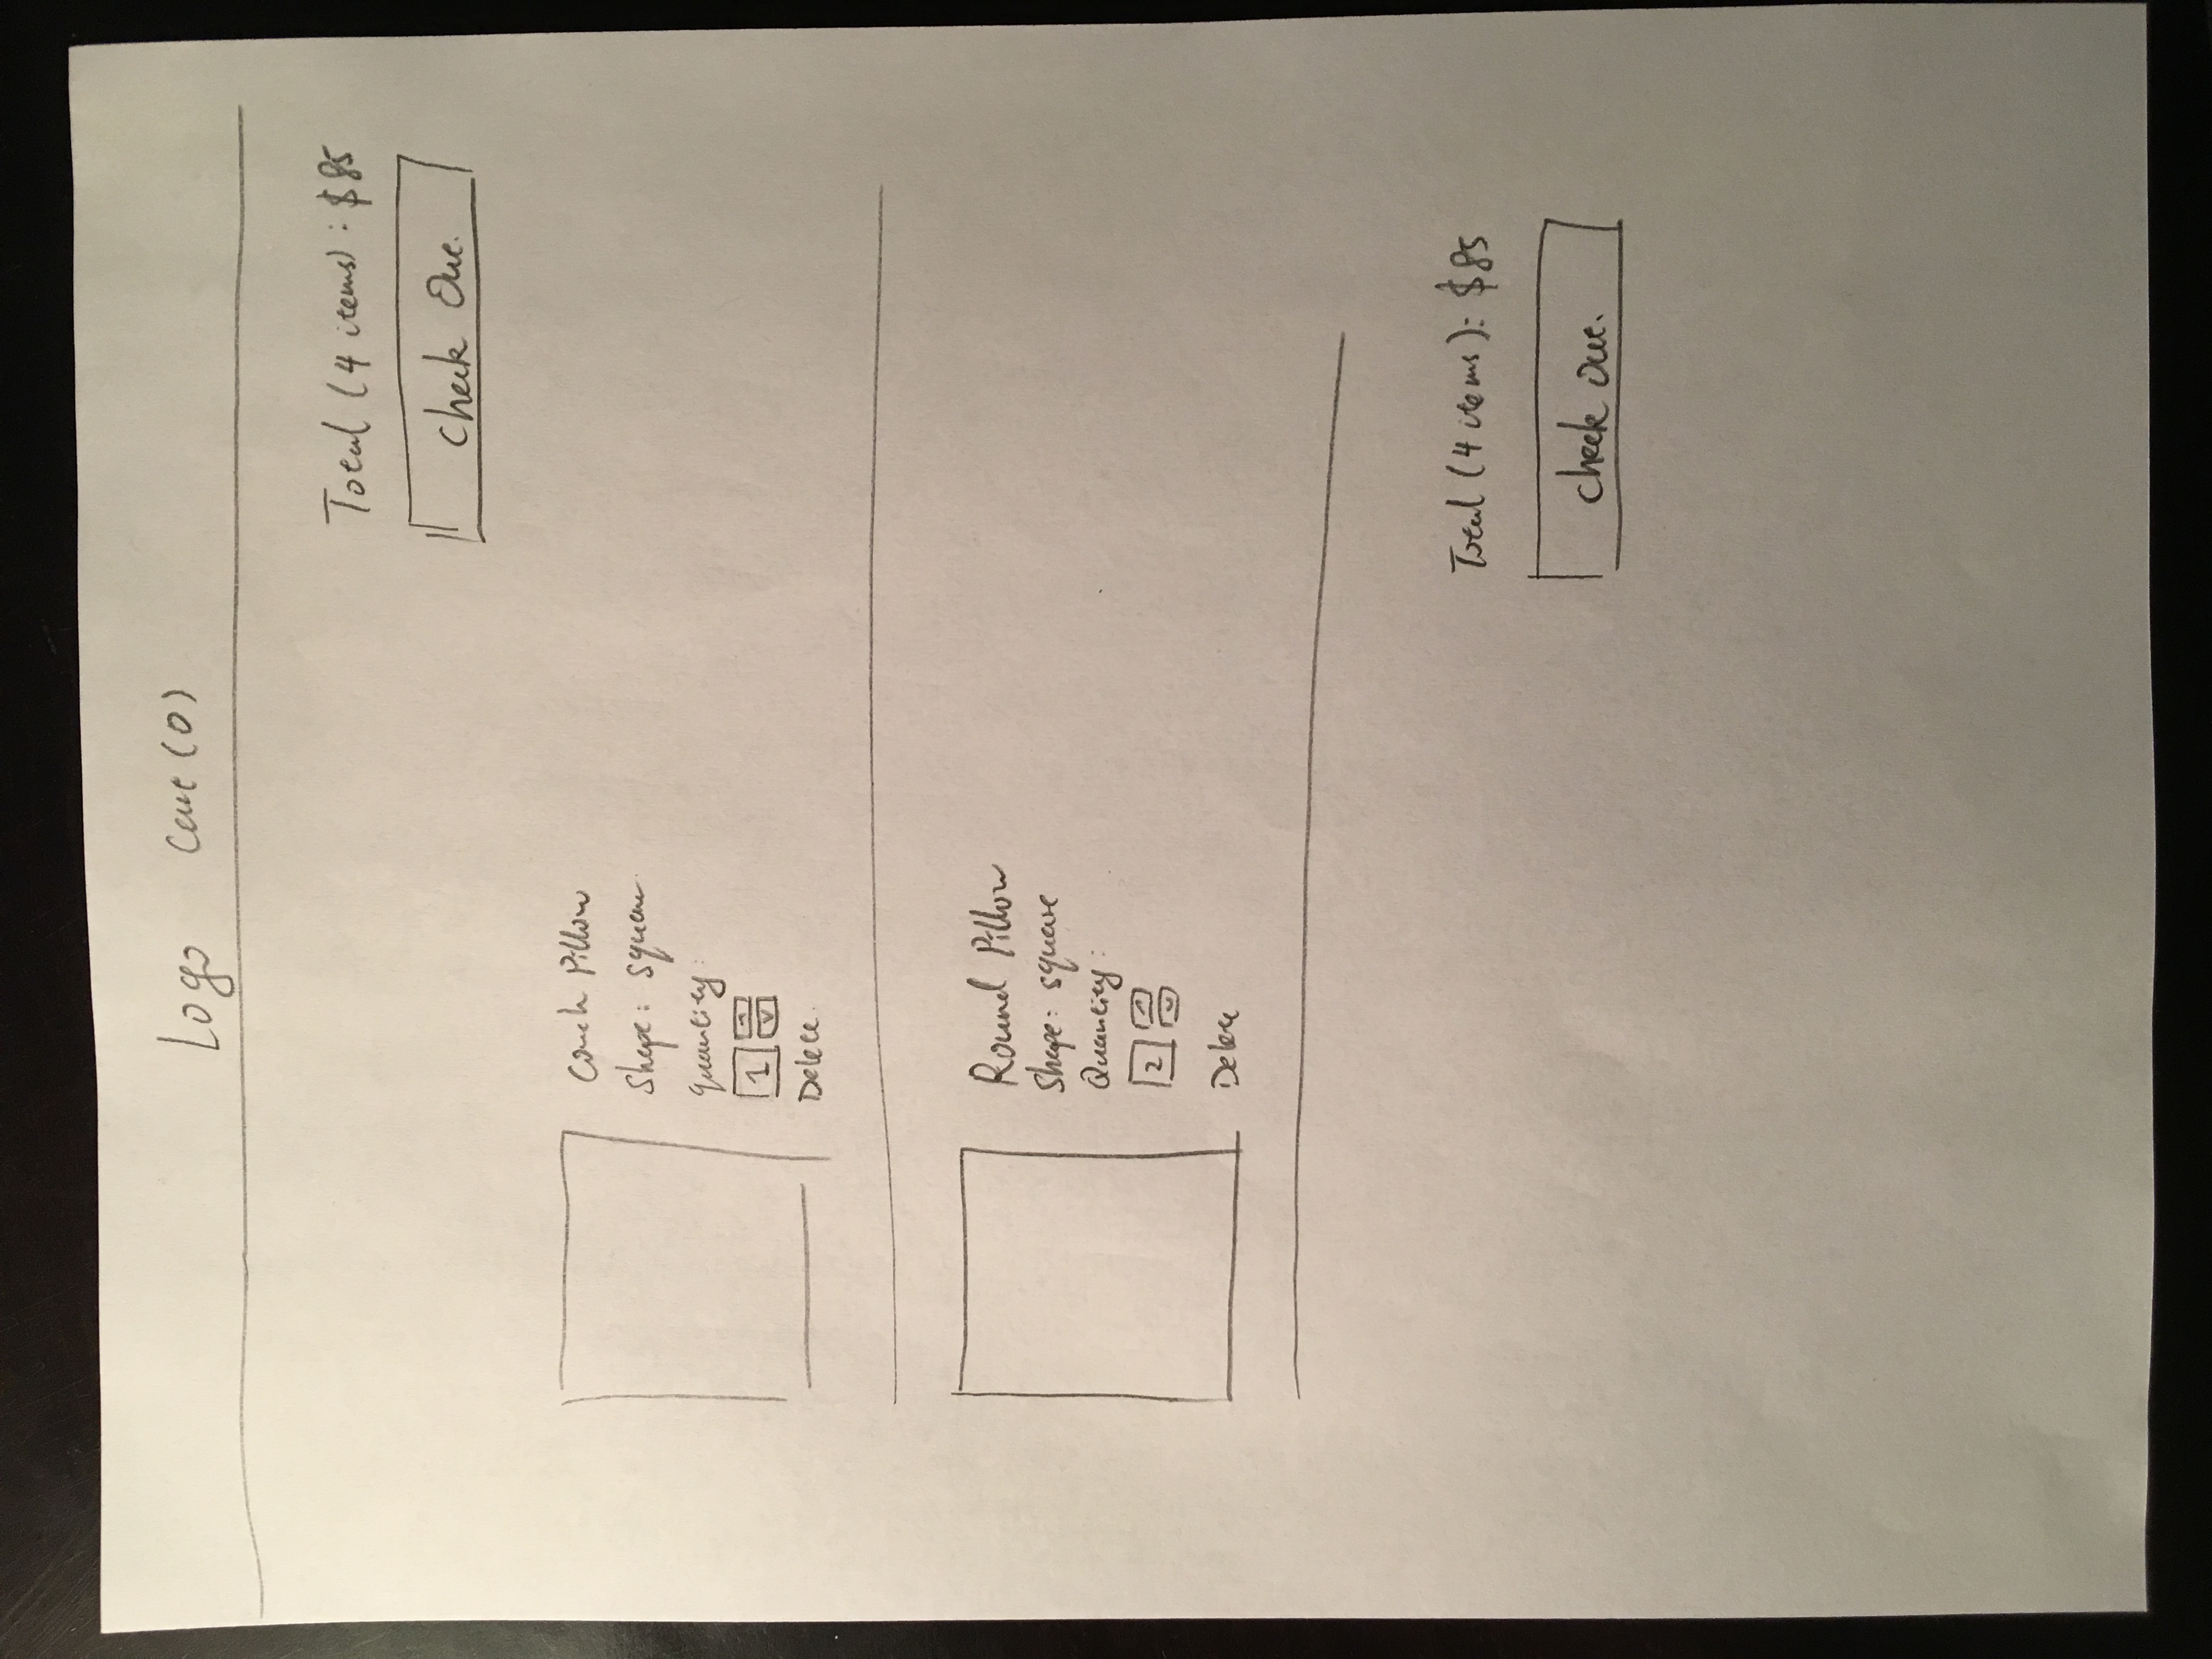 Logo Cart (0)
Total (4 items): $85
Check Out.
Couch Pillow
Shape: square
quantity:
1
Delete.
Round Pillow
Shape: square
Quantity:
2
Delete
Total (4 items): $85
check out.